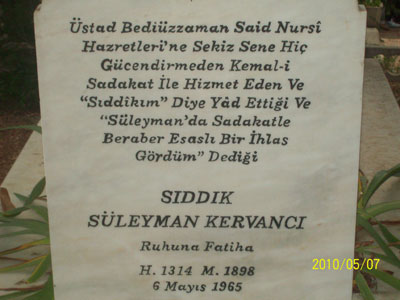 Üstad Bediüzzaman Said Nursî
Hazretleri'ne Sekiz Sene Hiç
Gücendirmeden Kemal-i
Sadakat İle Hizmet Eden Ve
“Sıddîkım” Diye Yâd Ettiği Ve
“Süleyman'da Sadakatle
Beraber Esaslı Bir İhlas
Gördüm” Dediği
SIDDIK
SÜLEYMAN KERVANCI
Ruhuna Fatiha
H. 1314 M. 1898
6 Mayıs 1965
2010/05/07